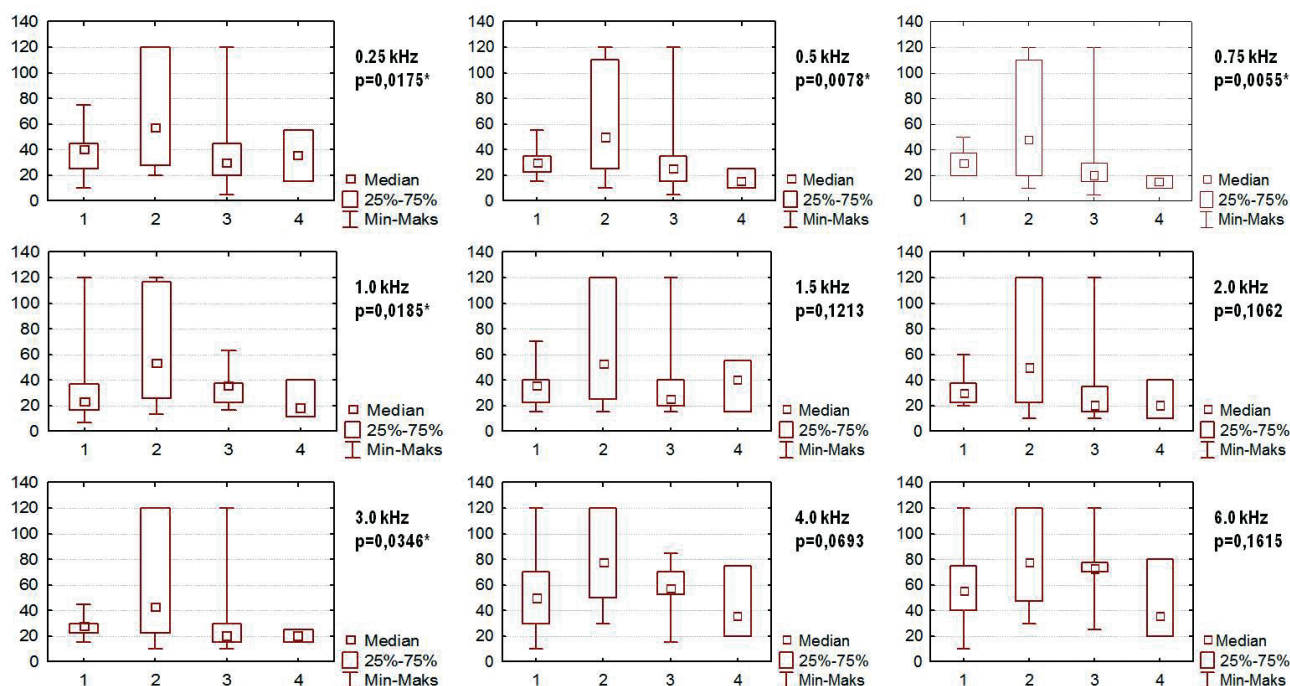 140
120
100
80
60
40
20
0
1 2 3 4
0.25 kHz
p=0,0175*
Median
25%-75%
Min-Maks
140
120
100
80
60
40
20
0
1 2 3 4
0.5 kHz
p=0,0078*
Median
25%-75%
Min-Maks
140
120
100
80
60
40
20
0
1 2 3 4
0.75 kHz
p=0,0055*
Median
25%-75%
Min-Maks
140
120
100
80
60
40
20
0
1 2 3 4
1.0 kHz
p=0,0185*
Median
25%-75%
Min-Maks
140
120
100
80
60
40
20
0
1 2 3 4
1.5 kHz
p=0,1213
Median
25%-75%
Min-Maks
140
120
100
80
60
40
20
0
1 2 3 4
2.0 kHz
p=0,1062
Median
25%-75%
Min-Maks
140
120
100
80
60
40
20
0
1 2 3 4
3.0 kHz
p=0,0346*
Median
25%-75%
Min-Maks
140
120
100
80
60
40
20
0
1 2 3 4
4.0 kHz
p=0,0693
Median
25%-75%
Min-Maks
140
120
100
80
60
40
20
0
1 2 3 4
6.0 kHz
p=0,1615
Median
25%-75%
Min-Maks